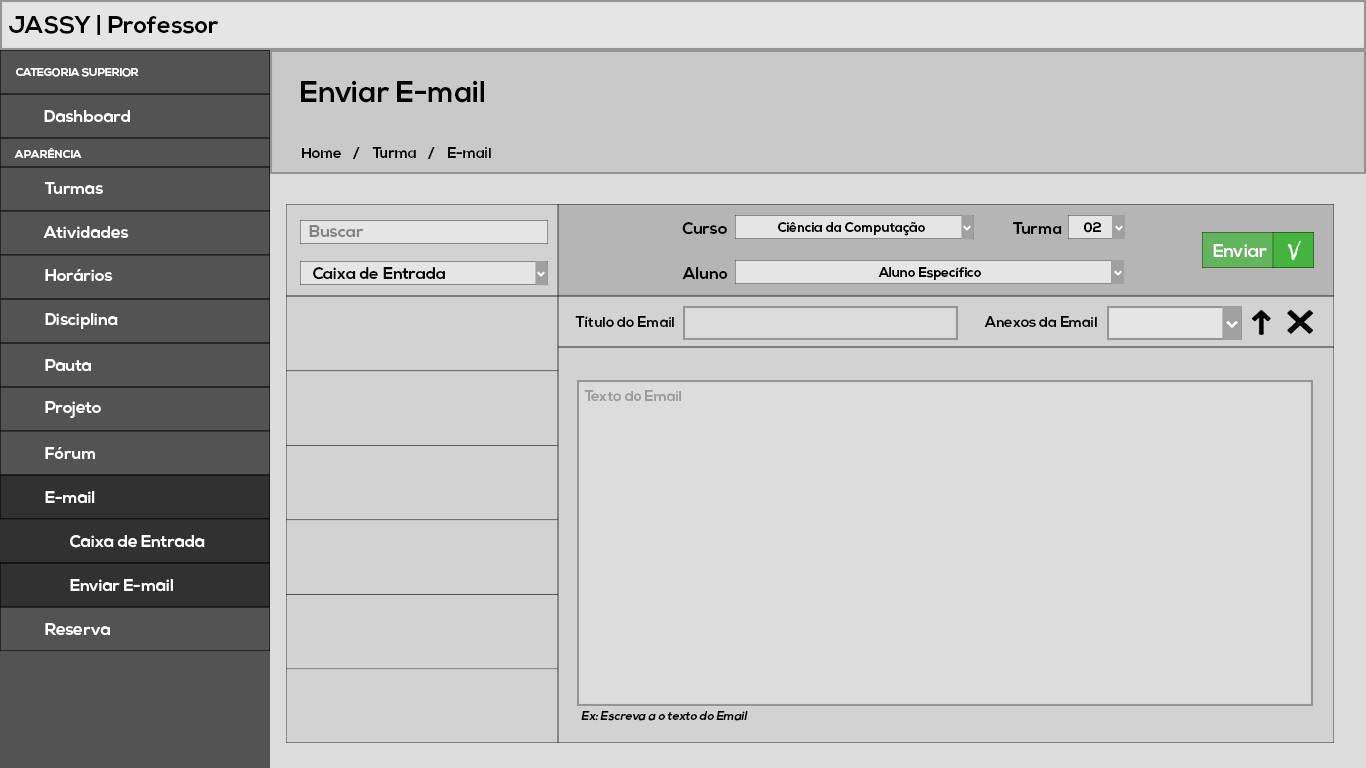 JASSY | Professor
CATEGORIA SUPERIOR
Dashboard
APARÊNCIA
Turmas
Atividades
Horários
Disciplina
Pauta
Projeto
Fórum
E-mail
Caixa de Entrada
Enviar E-mail
Reserva
Enviar E-mail
Home / Turma / E-mail
Buscar
Caixa de Entrada
Curso Ciência da Computação Turma 02
Aluno Aluno Específico
Enviar √
Título do Email Anexos da Email
Texto do Email
Ex: Escreva a o texto do Email